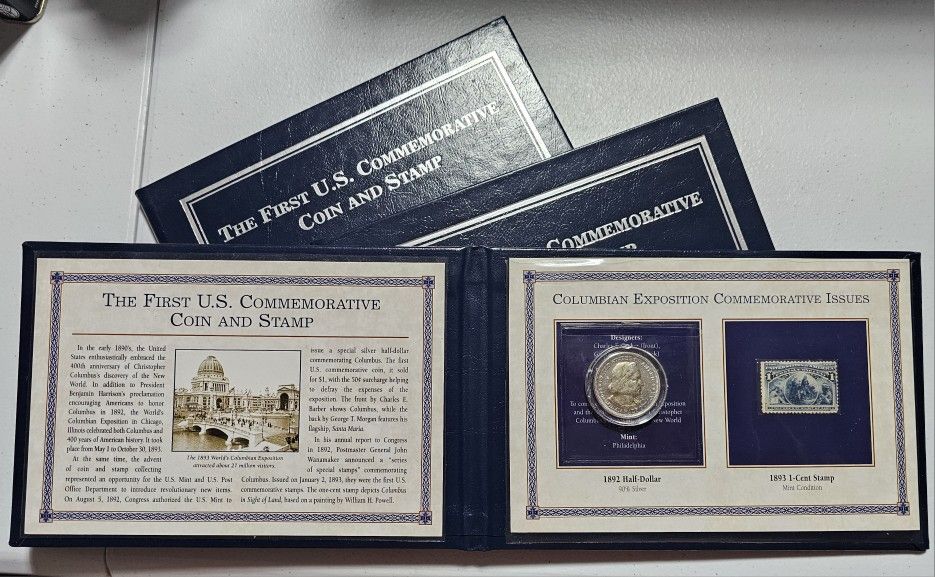 THE FIRST U.S. COMMEMORATIVE
COIN AND STAMP
COMMEMORATIVE
THE FIRST U.S. COMMEMORATIVE
COIN AND STAMP
In the early 1890's, the United
States enthusiastically embraced the
400th anniversary of Christopher
Columbus's discovery of the New
World. In addition to President
Benjamin Harrison's proclamation
encouraging Americans to honor
Columbus in 1892, the World's
Columbian Exposition in Chicago,
Illinois celebrated both Columbus and
400 years of American history. It took
place from May 1 to October 30, 1893.
At the same time, the advent
of coin and stamp collecting
represented an opportunity for the U.S. Mint and U.S. Post
Office Department to introduce revolutionary new items.
On August 5, 1892, Congress authorized the U.S. Mint to
The 1893 World's Columbian Exposition
attracted about 27 million visitors.
issue a special silver half-dollar
commemorating Columbus. The first
U.S. commemorative coin, it sold
for $1, with the 50¢ surcharge helping
to defray the expenses of the
exposition. The front by Charles E.
Barber shows Columbus, while the
back by George T. Morgan features his
flagship, Santa Maria.
In his annual report to Congress
in 1892, Postmaster General John
Wanamaker announced a "series
of special stamps" commemorating
Columbus. Issued on January 2, 1893, they were the first U.S.
commemorative stamps. The one-cent stamp depicts Columbus
in Sight of Land, based on a painting by William H. Powell.
COLUMBIAN EXPOSITION COMMEMORATIVE ISSUES
Designers:
(front),
To com
position
and the
stopher
Columb
New World
Mint:
Philadelphia
1892 Half-Dollar
90% Silver
1893 1-Cent Stamp
Mint Condition